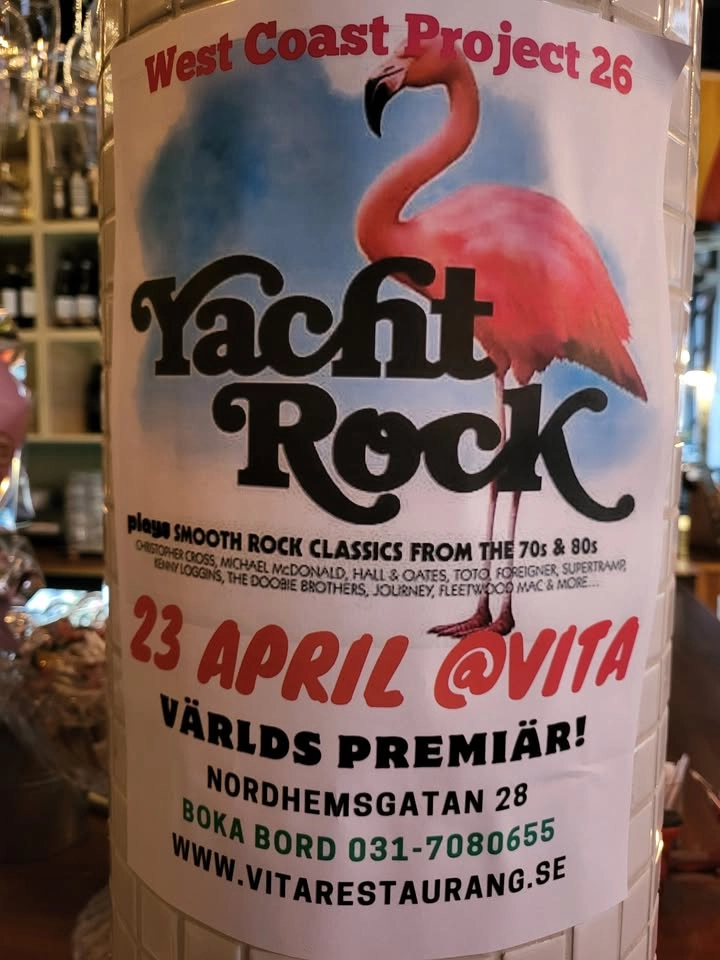 West Coast Project 26
Yacht
Rock
plays SMOOTH ROCK CLASSICS FROM THE 70s & 80s
CHRISTOPHER CROSS, MICHAEL McDONALD, HALL & OATES, TOTO, FOREIGNER, SUPERTRAMP,
KENNY LOGGINS, THE DOOBIE BROTHERS, JOURNEY, FLEETWOOD MAC & MORE....
23 APRIL @VITA
VÄRLDS PREMIÄR!
NORDHEMSGATAN 28
BOKA BORD 031-7080655
WWW.VITARESTAURANG.SE